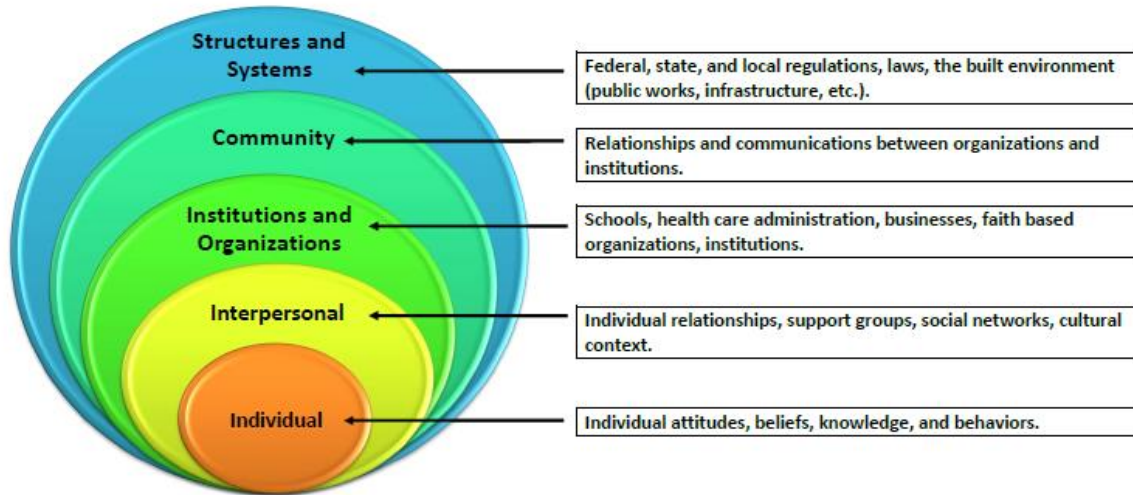 Structures and
Systems
Federal, state, and local regulations, laws, the built environment
(public works, infrastructure, etc.).
Community
Relationships and communications between organizations and
institutions.
Institutions and
Organizations
Schools, health care administration, businesses, faith based
organizations, institutions.
Interpersonal
Individual relationships, support groups, social networks, cultural
context.
Individual
Individual attitudes, beliefs, knowledge, and behaviors.